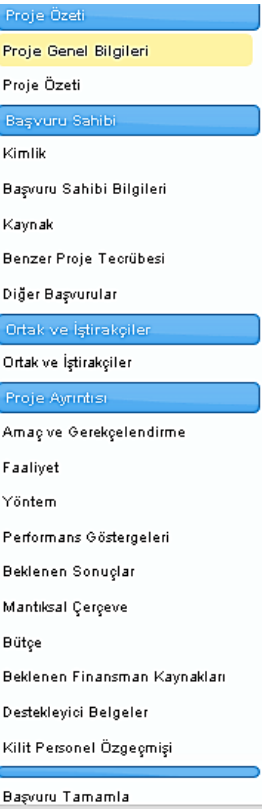 Proje Özeti
Proje Genel Bilgileri
Proje Özeti
Başvuru Sahibi
Kimlik
Başvuru Sahibi Bilgileri
Kaynak
Benzer Proje Tecrübesi
Diğer Başvurular
Ortak ve İştirakçiler
Ortak ve İştirakçiler
Proje Ayrıntısı
Amaç ve Gerekçelendirme
Faaliyet
Yöntem
Performans Göstergeleri
Beklenen Sonuçlar
Mantıksal Çerçeve
Bütçe
Beklenen Finansman Kaynakları
Destekleyici Belgeler
Kilit Personel Özgeçmişi
Başvuru Tamamla